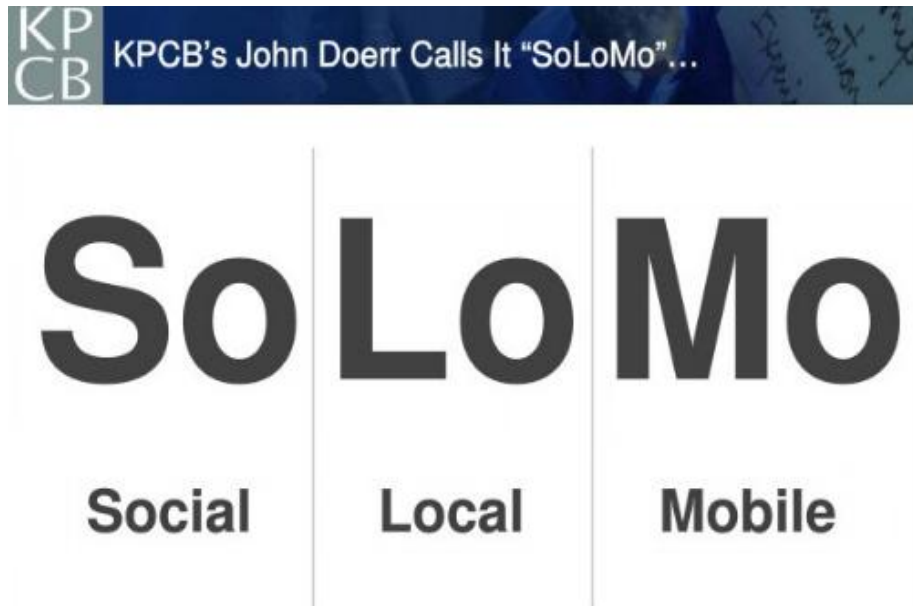 KP
CB
KPCB's John Doerr Calls It “SoLoMo”...
So Lo Mo
Social Local Mobile